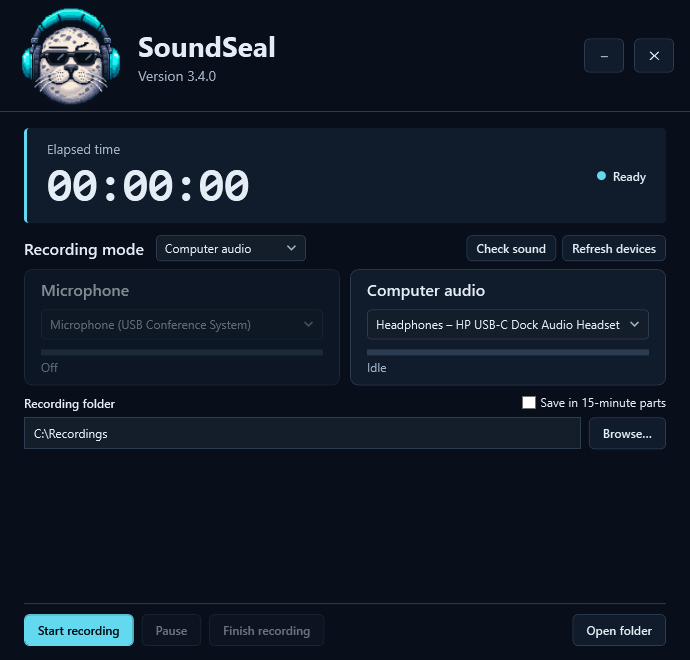 SoundSeal
Version 3.4.0
Elapsed time
00:00:00
Ready
Recording mode
Computer audio
Check sound
Refresh devices
Microphone
Microphone (USB Conference System)
Off
Computer audio
Headphones – HP USB-C Dock Audio Headset
Idle
Recording folder
Save in 15-minute parts
C:\Recordings
Browse...
Start recording
Pause
Finish recording
Open folder